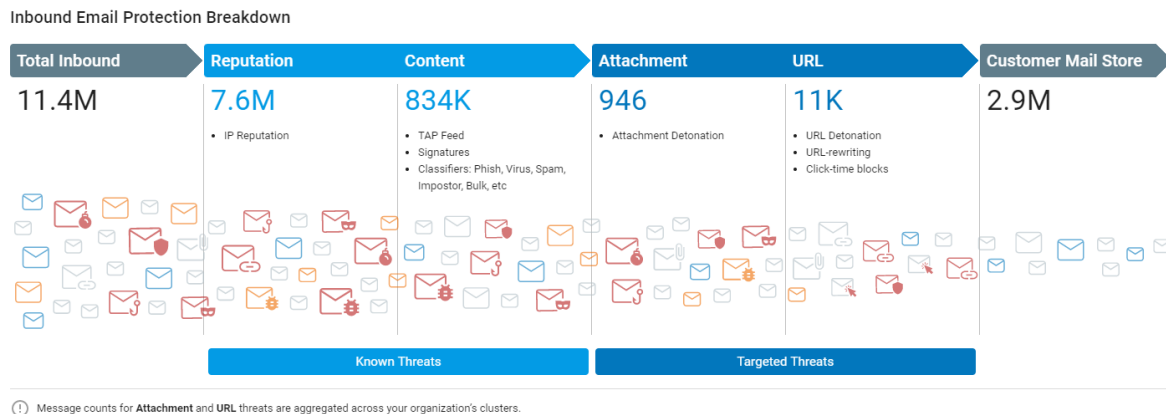 Inbound Email Protection Breakdown
Total Inbound
Reputation
Content
Attachment
URL
Customer Mail Store
11.4M
7.6M
834K
946
11K
2.9M
• IP Reputation
• TAP Feed
• Signatures
• Classifiers: Phish, Virus, Spam,
Impostor, Bulk, etc
• Attachment Detonation
• URL Detonation
• URL-rewriting
• Click-time blocks
Known Threats
Targeted Threats
Message counts for Attachment and URL threats are aggregated across your organization's clusters.